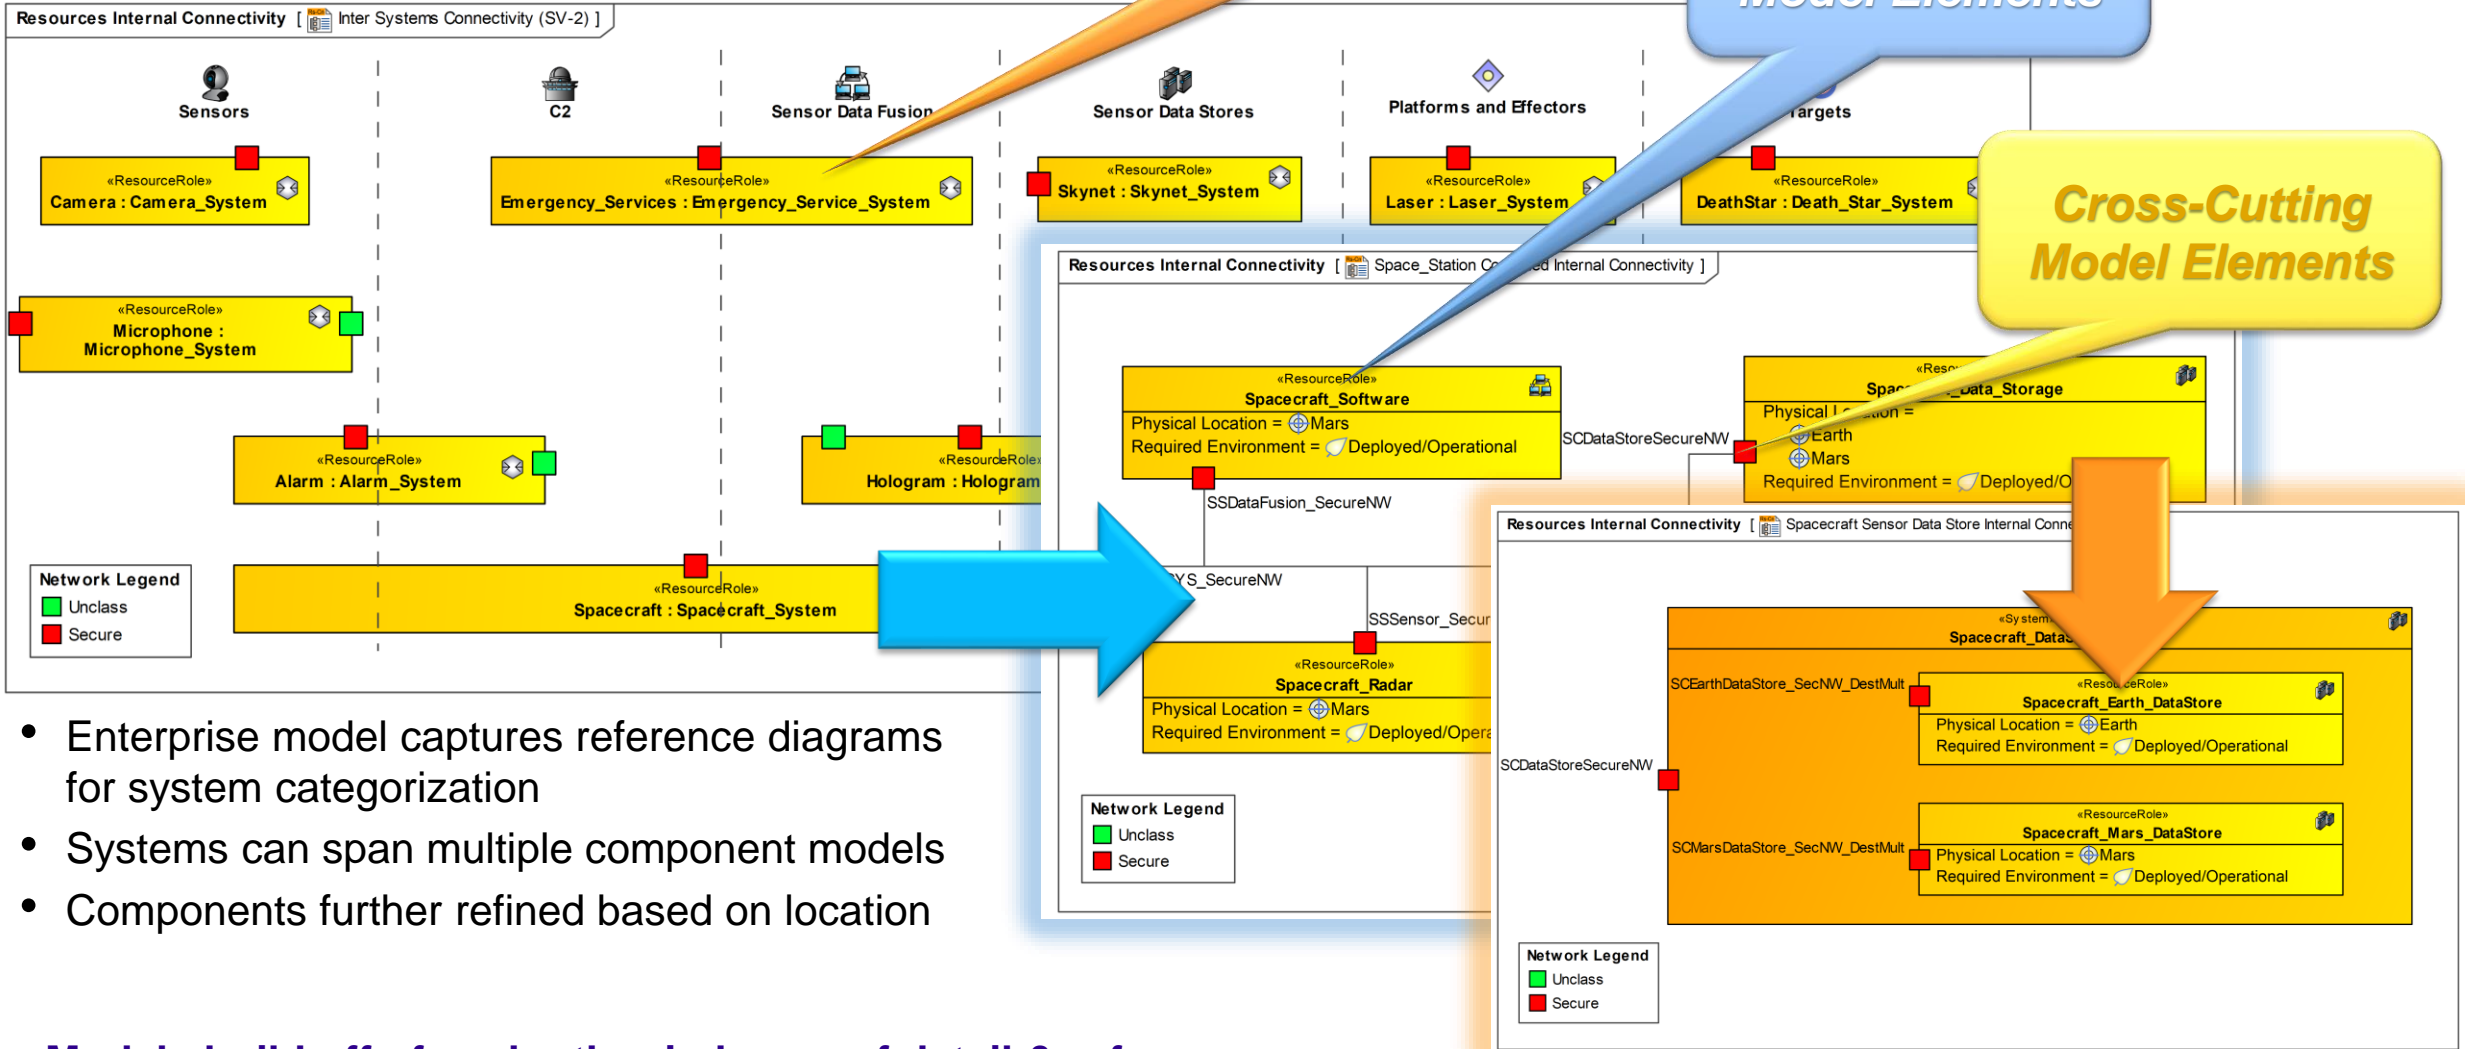 Resources Internal Connectivity [ Inter Systems Connectivity (SV-2) ]
Model Elements
Sensors
C2
Sensor Data Fusion
Sensor Data Stores
Platforms and Effectors
«ResourceRole»
Camera : Camera_System
«ResourceRole»
Emergency_Services : Emergency_Service_System
«ResourceRole»
Skynet : Skynet_System
«ResourceRole»
Laser : Laser_System
«ResourceRole»
DeathStar : Death_Star_System
Cross-Cutting
Model Elements
«ResourceRole»
Microphone :
Microphone_System
«ResourceRole»
Alarm : Alarm_System
«ResourceRole»
Hologram : Hologram
«ResourceRole»
Spacecraft : Spacecraft_System
Network Legend
Unclass
Secure
Resources Internal Connectivity [ Space_Station Internal Connectivity ]
«ResourceRole»
Spacecraft_Software
Physical Location = Mars
Required Environment = Deployed/Operational
SSDataFusion_SecureNW
SCDataStoreSecureNW
Data_Storage
Physical
Earth
Mars
Required Environment =
YS_SecureNW
SSSensor_Secur
«ResourceRole»
Spacecraft_Radar
Physical Location = Mars
Required Environment =
Network Legend
Unclass
Secure
Resources Internal Connectivity [ Spacecraft Sensor Data Store Internal
SCDataStoreSecureNW
SCEarthDataStore_SecNW_DestMult
«ResourceRole»
Spacecraft_Earth_DataStore
Physical Location = Earth
Required Environment = Deployed/Operational
SCMarsDataStore_SecNW_DestMult
«ResourceRole»
Spacecraft_Mars_DataStore
Physical Location = Mars
Required Environment = Deployed/Operational
Network Legend
Unclass
Secure
• Enterprise model captures reference diagrams
for system categorization
• Systems can span multiple component models
• Components further refined based on location